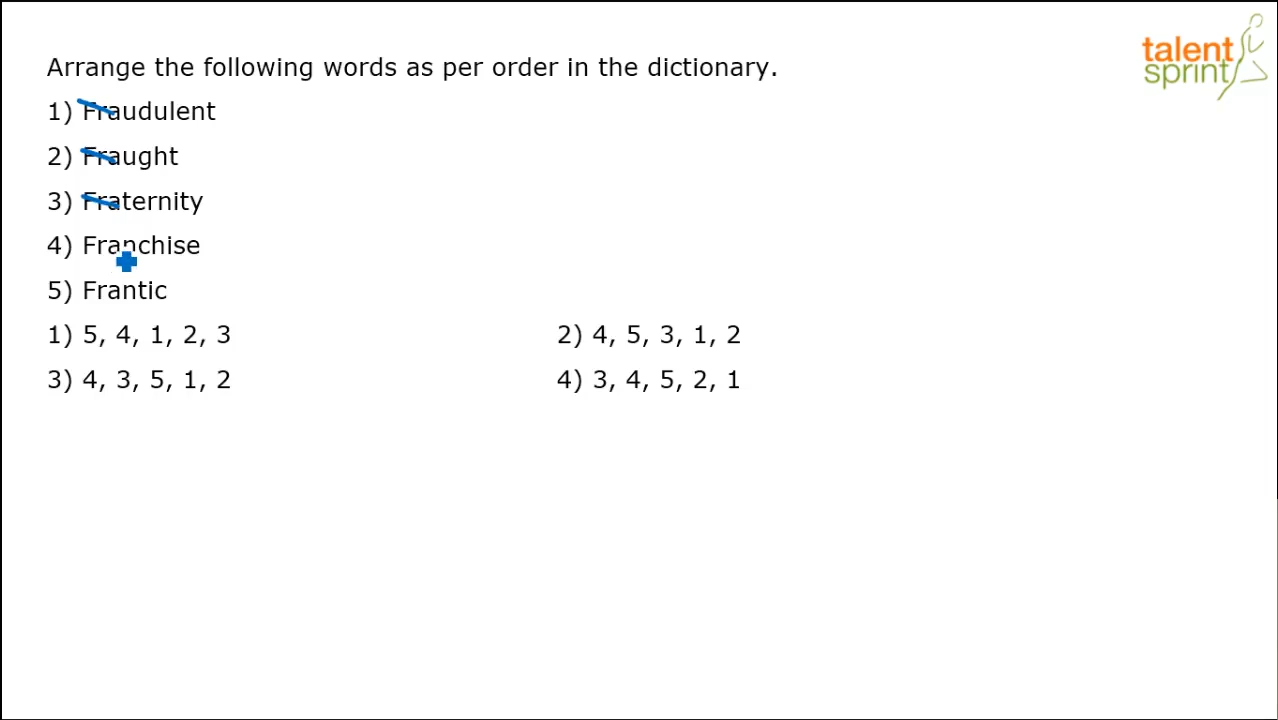 talent
sprint
Arrange the following words as per order in the dictionary.
1) Fraudulent
2) Fraught
3) Fraternity
4) Franchise
5) Frantic
1) 5, 4, 1, 2, 3 2) 4, 5, 3, 1, 2
3) 4, 3, 5, 1, 2 4) 3, 4, 5, 2, 1